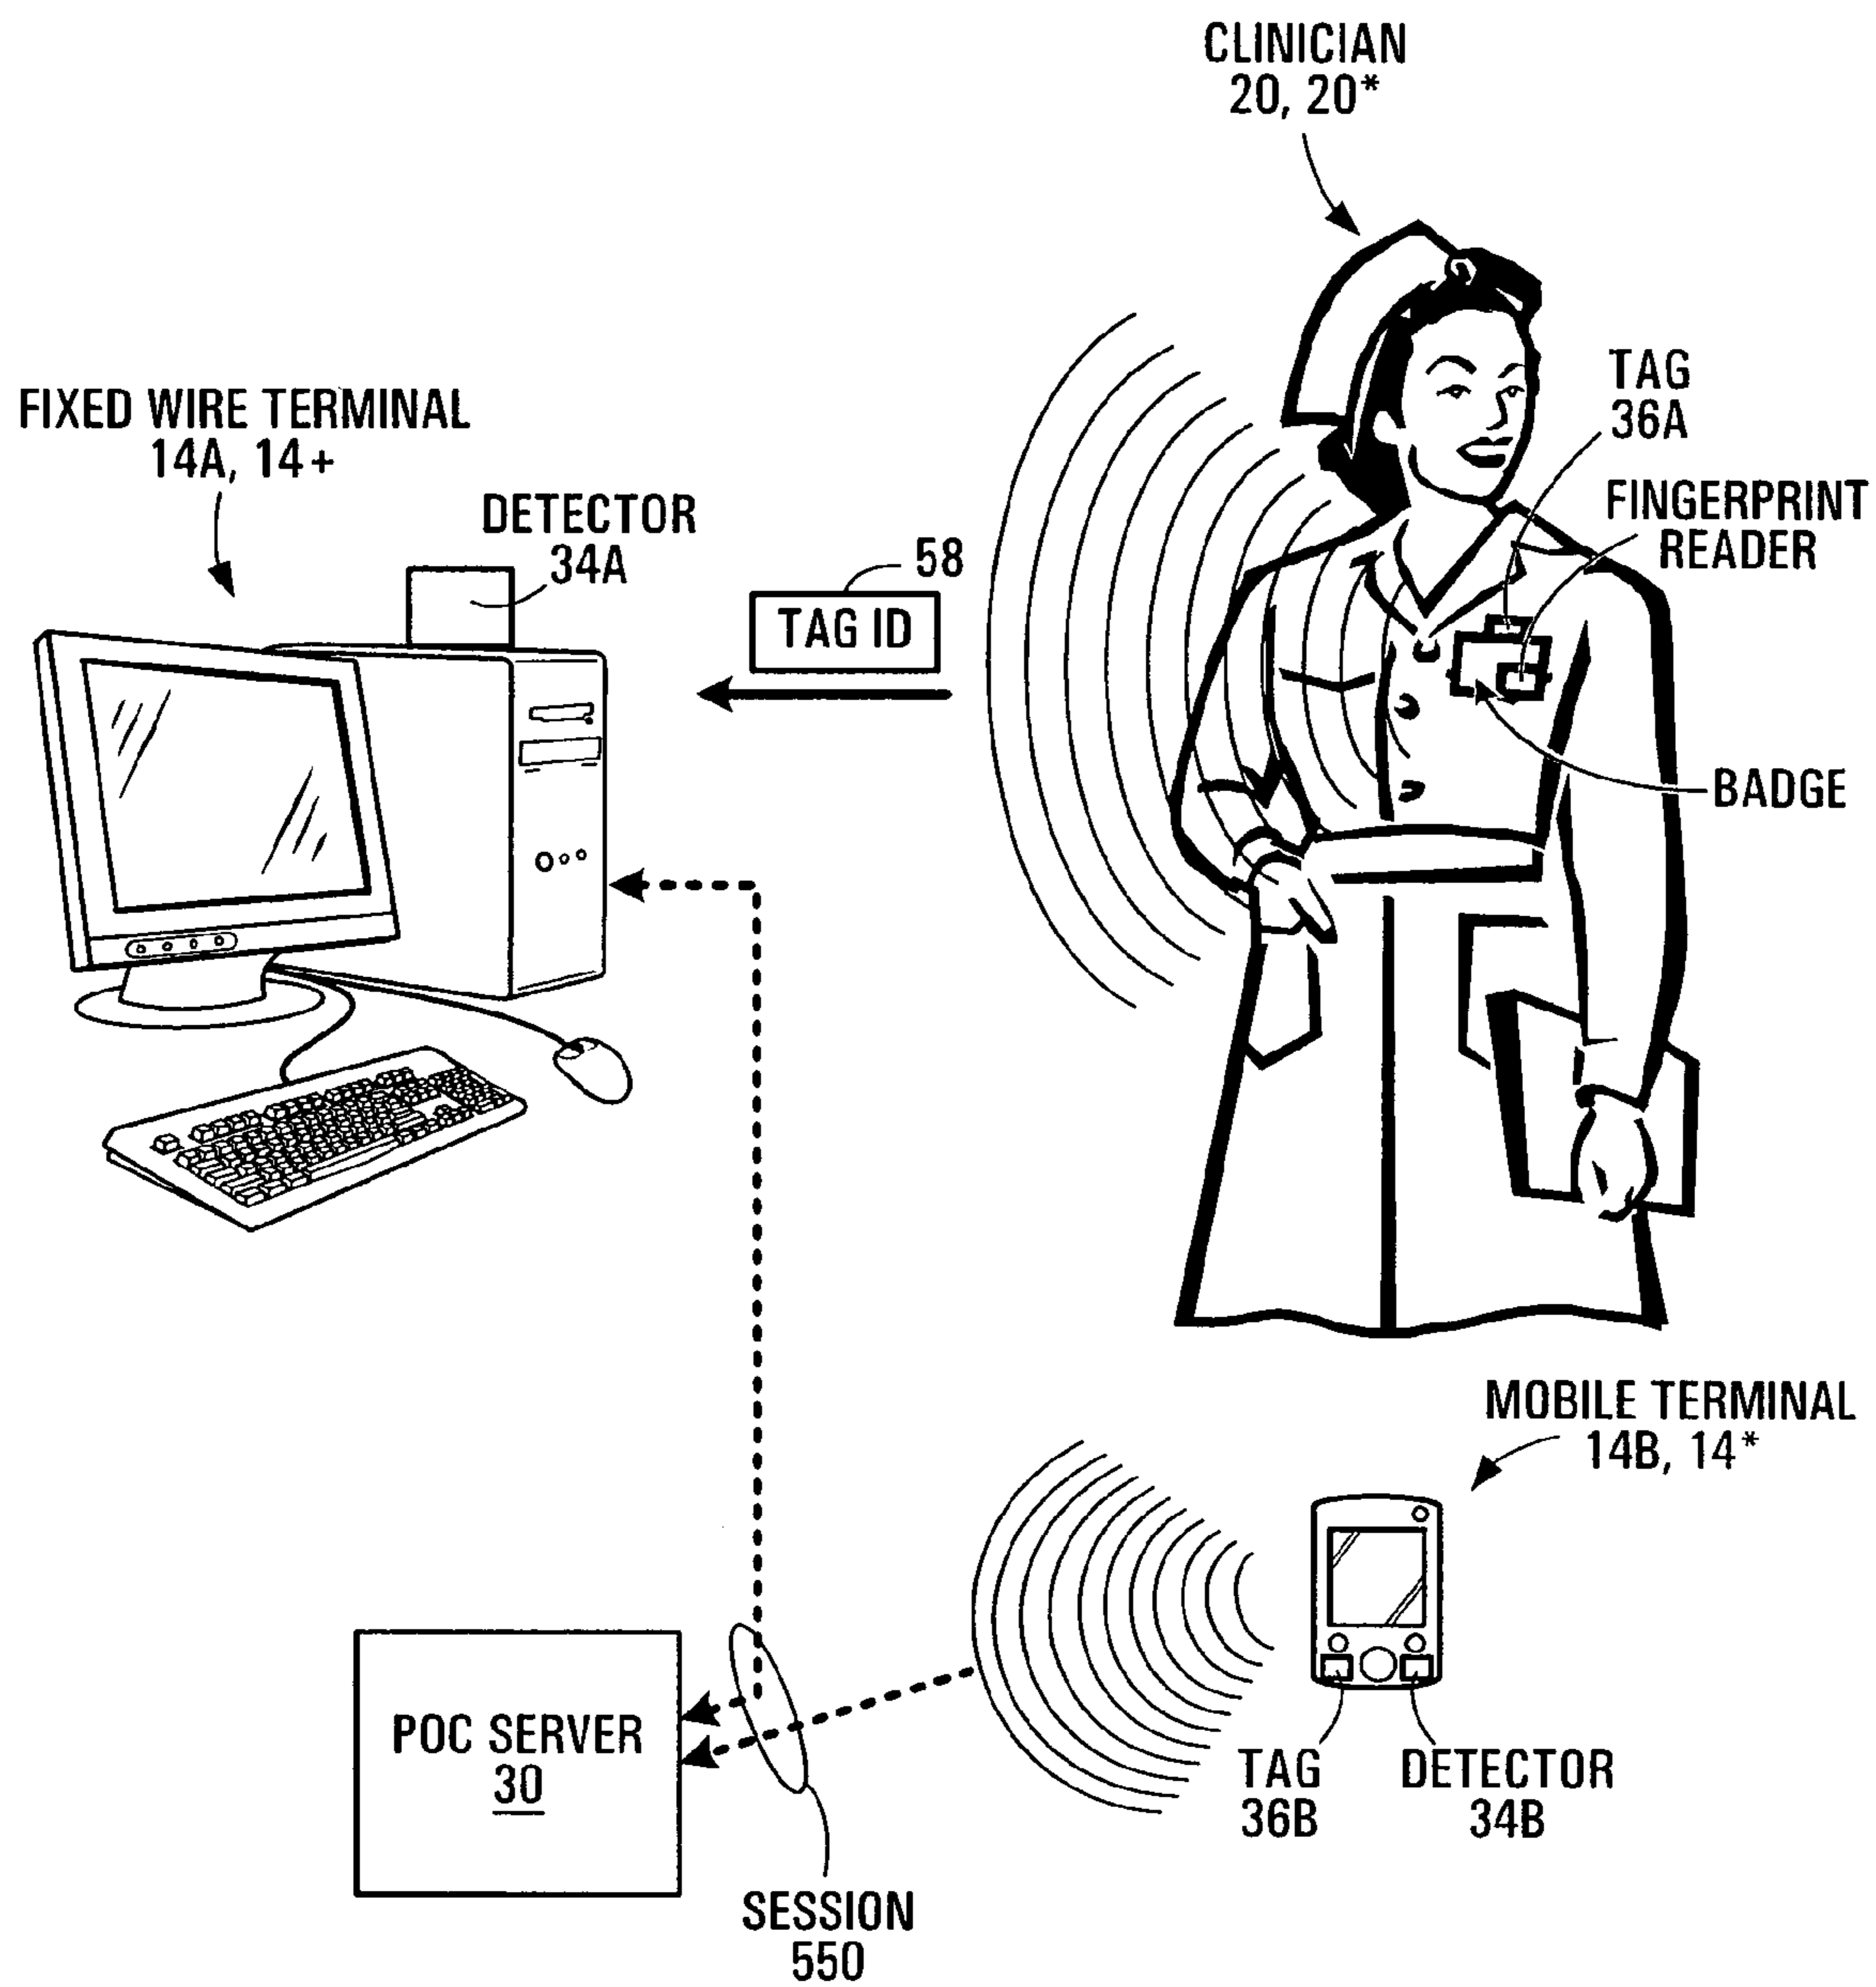 CLINICIAN
20, 20*
TAG
36A
FIXED WIRE TERMINAL
14A, 14+
FINGERPRINT
READER
DETECTOR
34A
58
TAG ID
BADGE
MOBILE TERMINAL
14B, 14*
POC SERVER
30
TAG
36B
DETECTOR
34B
SESSION
550